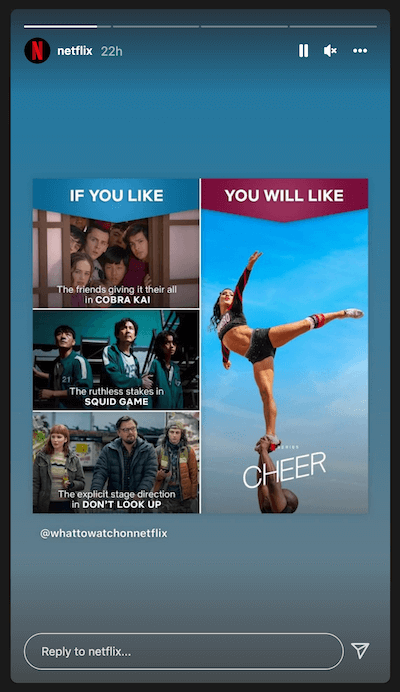 netflix 22h
IF YOU LIKE
The friends giving it their all
in COBRA KAI
The ruthless stakes in
SQUID GAME
The explicit stage direction
in DON'T LOOK UP
YOU WILL LIKE
SERIES
CHEER
@whattowatchonnetflix
Reply to netflix...